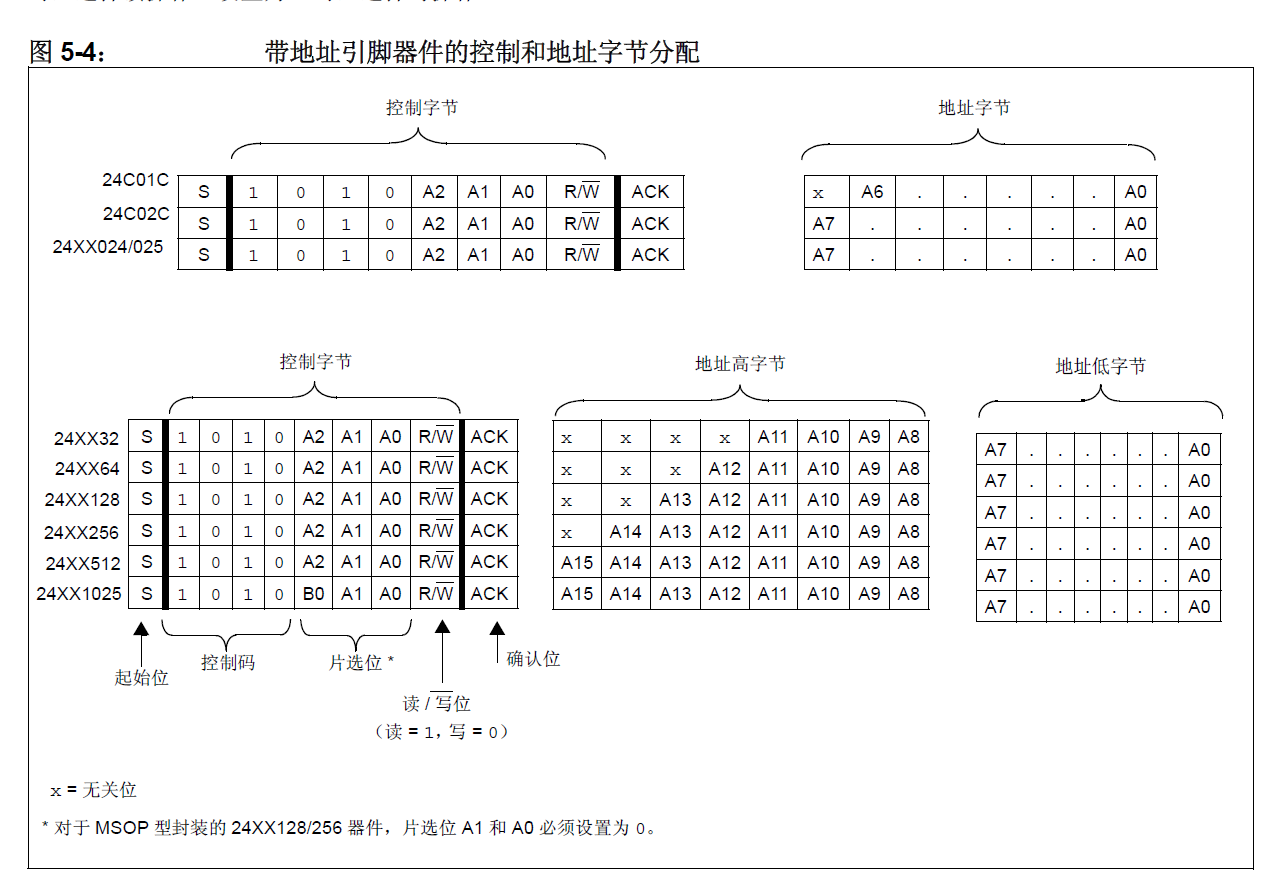 图 5-4： 带地址引脚器件的控制和地址字节分配
控制字节 地址字节
24C01C S 1 0 1 0 A2 A1 A0 R/W ACK x A6 . . . . . A0
24C02C S 1 0 1 0 A2 A1 A0 R/W ACK A7 . . . . . . A0
24XX024/025 S 1 0 1 0 A2 A1 A0 R/W ACK A7 . . . . . . A0
控制字节 地址高字节 地址低字节
24XX32 S 1 0 1 0 A2 A1 A0 R/W ACK x x x x A11 A10 A9 A8 A7 . . . . . . A0
24XX64 S 1 0 1 0 A2 A1 A0 R/W ACK x x x A12 A11 A10 A9 A8 A7 . . . . . . A0
24XX128 S 1 0 1 0 A2 A1 A0 R/W ACK x x A13 A12 A11 A10 A9 A8 A7 . . . . . . A0
24XX256 S 1 0 1 0 A2 A1 A0 R/W ACK x A14 A13 A12 A11 A10 A9 A8 A7 . . . . . . A0
24XX512 S 1 0 1 0 A2 A1 A0 R/W ACK A15 A14 A13 A12 A11 A10 A9 A8 A7 . . . . . . A0
24XX1025 S 1 0 1 0 B0 A1 A0 R/W ACK A15 A14 A13 A12 A11 A10 A9 A8 A7 . . . . . . A0
起始位 控制码 片选位 * 确认位
读 / 写位
（读 = 1，写 = 0）
x = 无关位
* 对于 MSOP 型封装的 24XX128/256 器件，片选位 A1 和 A0 必须设置为 0。